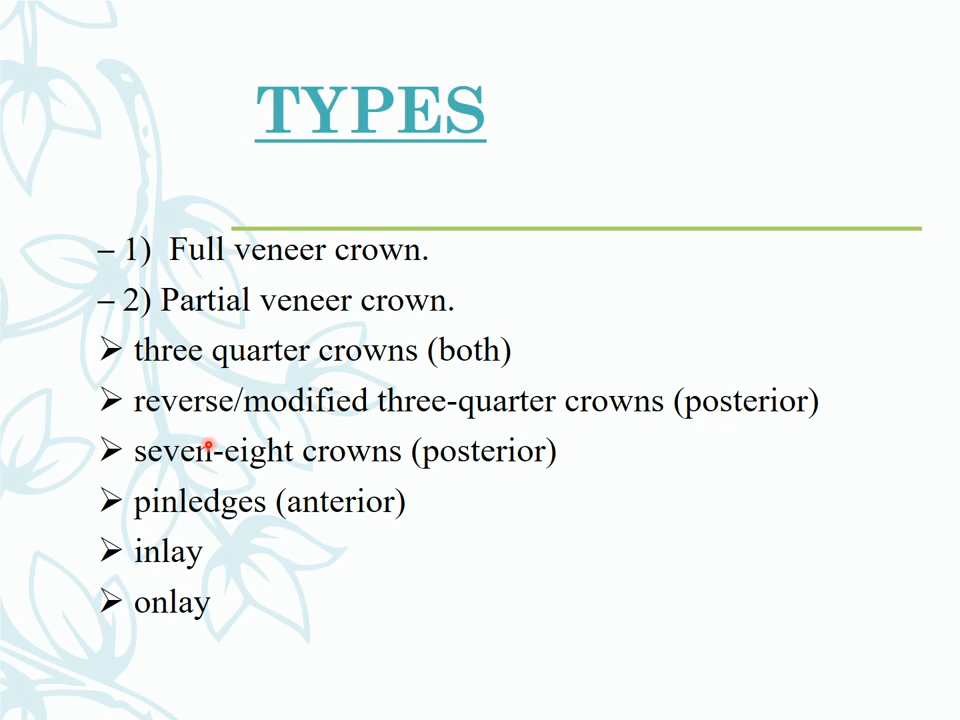 TYPES
– 1) Full veneer crown.
– 2) Partial veneer crown.
➢ three quarter crowns (both)
➢ reverse/modified three-quarter crowns (posterior)
➢ seven-eight crowns (posterior)
➢ pinledges (anterior)
➢ inlay
➢ onlay